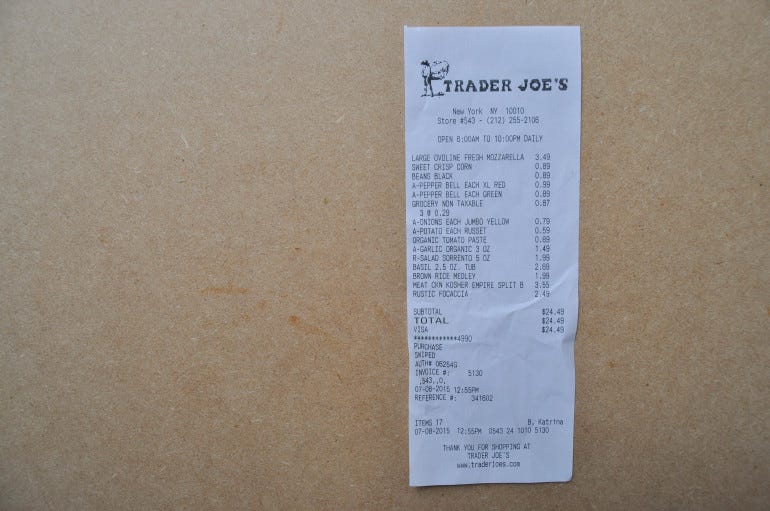 TRADER JOE'S
New York NY 10010
Store #543 - (212) 255-2106
OPEN 8:00AM TO 10:00PM DAILY
LARGE OVOLINE FRESH MOZZARELLA 3.49
SWEET CRISP CORN 0.89
BEANS BLACK 0.89
A-PEPPER BELL EACH XL RED 0.99
A-PEPPER BELL EACH GREEN 0.89
GROCERY NON TAXABLE 0.87
3 @ 0.29
A-ONIONS EACH JUMBO YELLOW 0.79
A-POTATO EACH RUSSET 0.59
ORGANIC TOMATO PASTE 0.89
A-GARLIC ORGANIC 3 OZ 1.49
R-SALAD SORRENTO 5 OZ 1.99
BASIL 2.5 OZ. TUB 2.69
BROWN RICE MEDLEY 1.99
MEAT CKN KOSHER EMPIRE SPLIT B 3.55
RUSTIC FOCACCIA 2.49
SUBTOTAL $24.49
TOTAL $24.49
VISA $24.49
************4990
PURCHASE
SWIPED
AUTH# 06254G
INVOICE #: 5130
07-08-2015 12:55PM
REFERENCE #: 341602
ITEMS 17 B, Katrina
07-08-2015 12:55PM 0543 24 1010 5130
THANK YOU FOR SHOPPING AT
TRADER JOE'S
www.traderjoes.com